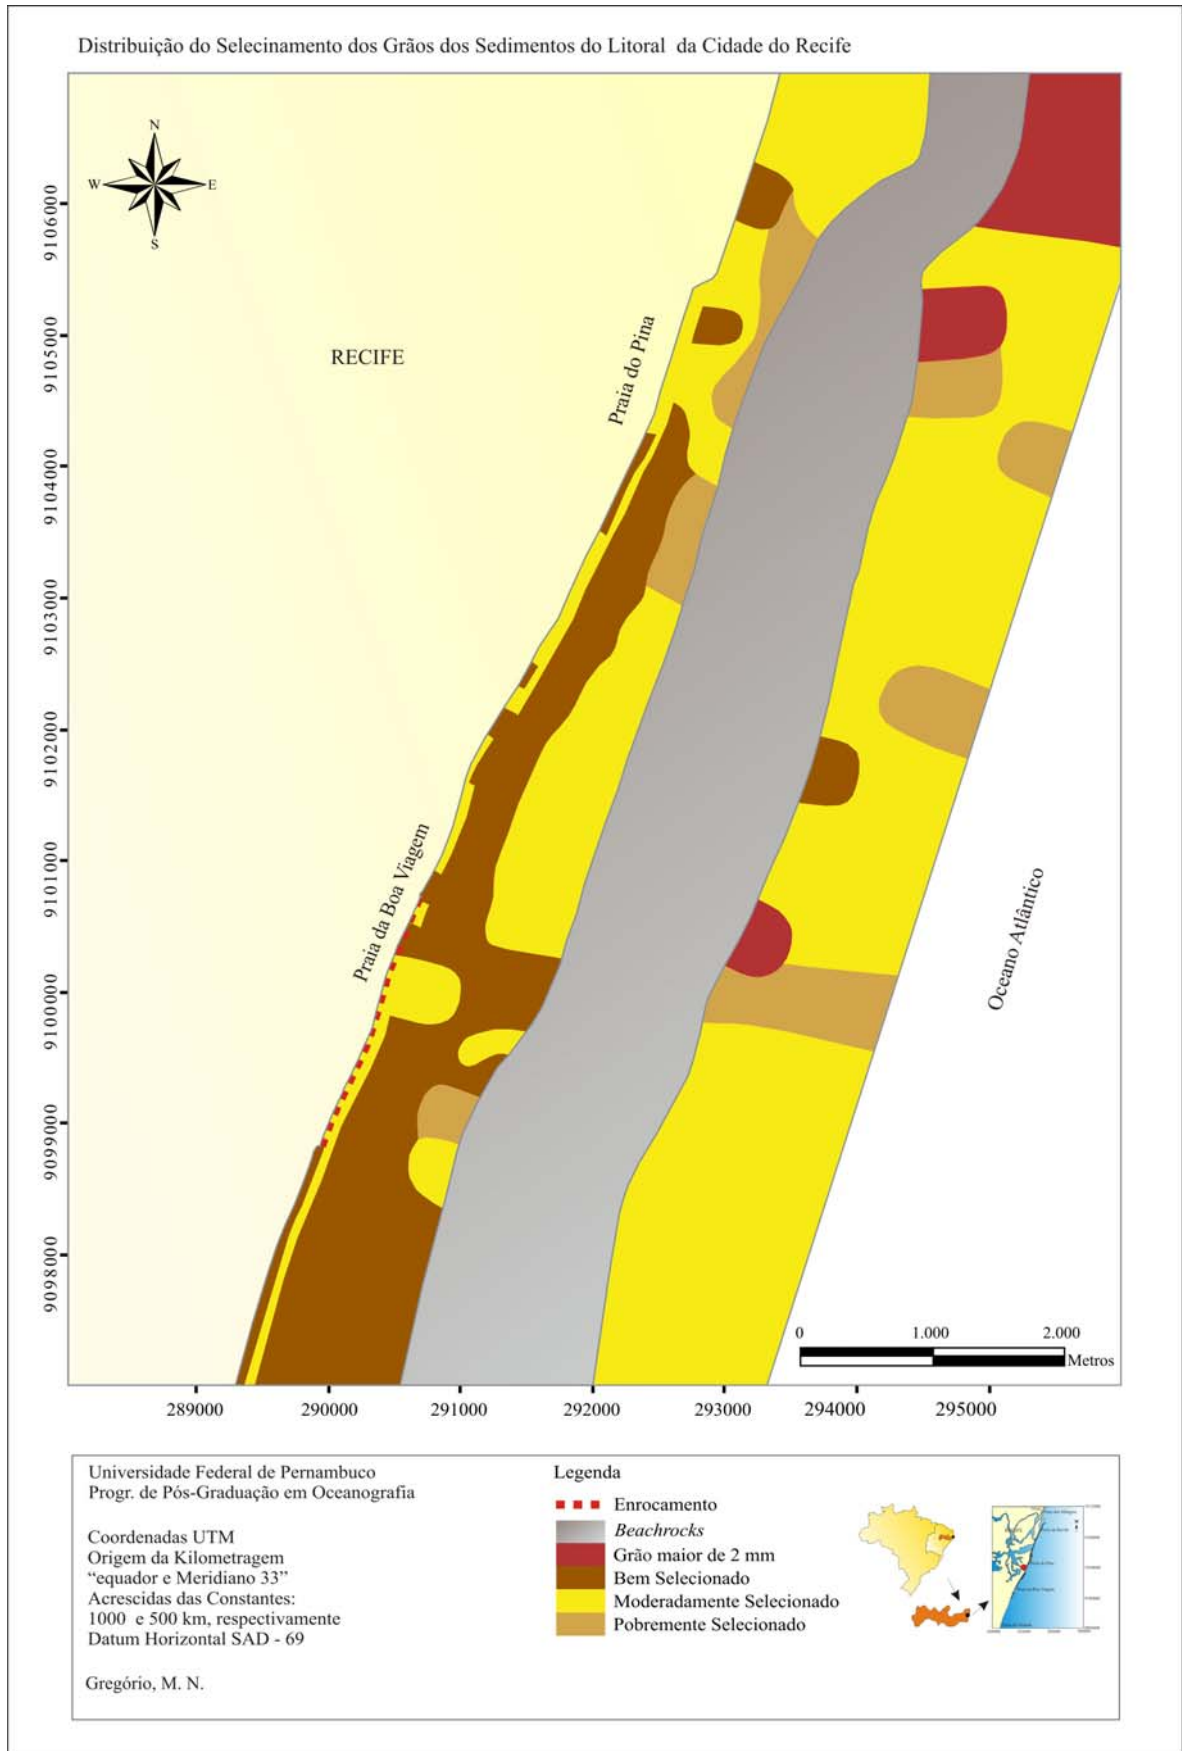 Distribuição do Selecinamento dos Grãos dos Sedimentos do Litoral da Cidade do Recife
N
W
E
S
9106000
9105000
9104000
9103000
9102000
9101000
9100000
9099000
9098000
RECIFE
Praia do Pina
Praia da Boa Viagem
Oceano Atlântico
0
1.000
2.000
Metros
289000
290000
291000
292000
293000
294000
295000
Universidade Federal de Pernambuco
Progr. de Pós-Graduação em Oceanografia
Coordenadas UTM
Origem da Kilometragem
“equador e Meridiano 33”
Acrescidas das Constantes:
1000 e 500 km, respectivamente
Datum Horizontal SAD - 69
Gregório, M. N.
Legenda
Enrocamento
Beachrocks
Grão maior de 2 mm
Bem Selecionado
Moderadamente Selecionado
Pobremente Selecionado